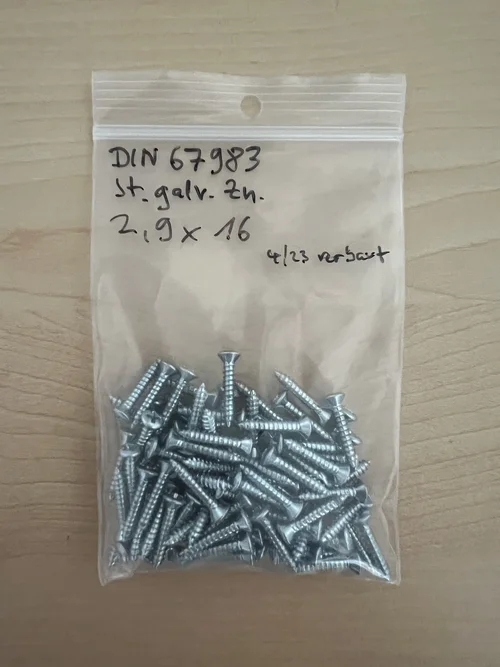 DIN 67983
St. galv. Zn.
2,9 x 16
4/23 verbaut